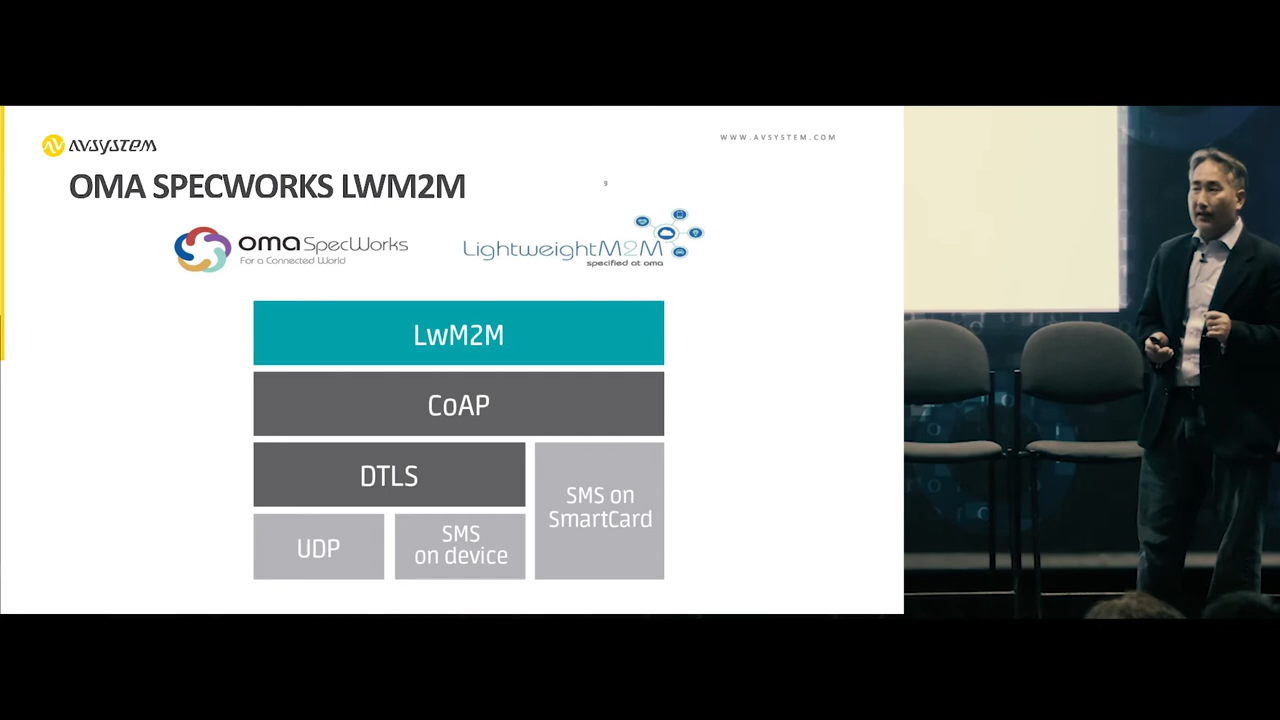 AVSYSTEM
WWW.AVSYSTEM.COM
OMA SPECWORKS LWM2M
9
oma SpecWorks
For a Connected World
LightweightM2M
specified at oma
LwM2M
CoAP
DTLS
SMS on
SmartCard
UDP
SMS
on device